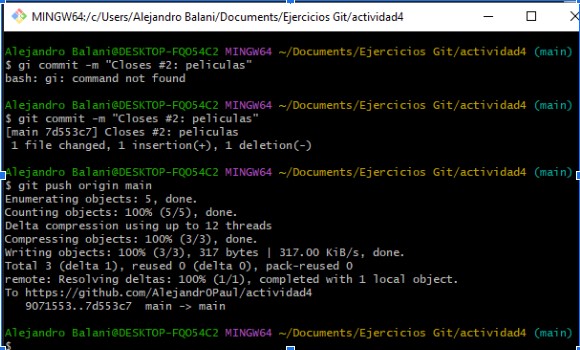 MINGW64:/c/Users/Alejandro Balani/Documents/Ejercicios Git/actividad4
Alejandro Balani@DESKTOP-FQO54C2 MINGW64 ~/Documents/Ejercicios Git/actividad4 (main)
$ gi commit -m "Closes #2: peliculas"
bash: gi: command not found
Alejandro Balani@DESKTOP-FQO54C2 MINGW64 ~/Documents/Ejercicios Git/actividad4 (main)
$ git commit -m "Closes #2: peliculas"
[main 7d553c7] Closes #2: peliculas
1 file changed, 1 insertion(+), 1 deletion(-)
Alejandro Balani@DESKTOP-FQO54C2 MINGW64 ~/Documents/Ejercicios Git/actividad4 (main)
$ git push origin main
Enumerating objects: 5, done.
Counting objects: 100% (5/5), done.
Delta compression using up to 12 threads
Compressing objects: 100% (3/3), done.
Writing objects: 100% (3/3), 317 bytes | 317.00 KiB/s, done.
Total 3 (delta 1), reused 0 (delta 0), pack-reused 0
remote: Resolving deltas: 100% (1/1), completed with 1 local object.
To https://github.com/Alejandr0Paul/actividad4
9071553..7d553c7  main -> main
Alejandro Balani@DESKTOP-FQO54C2 MINGW64 ~/Documents/Ejercicios Git/actividad4 (main)
$